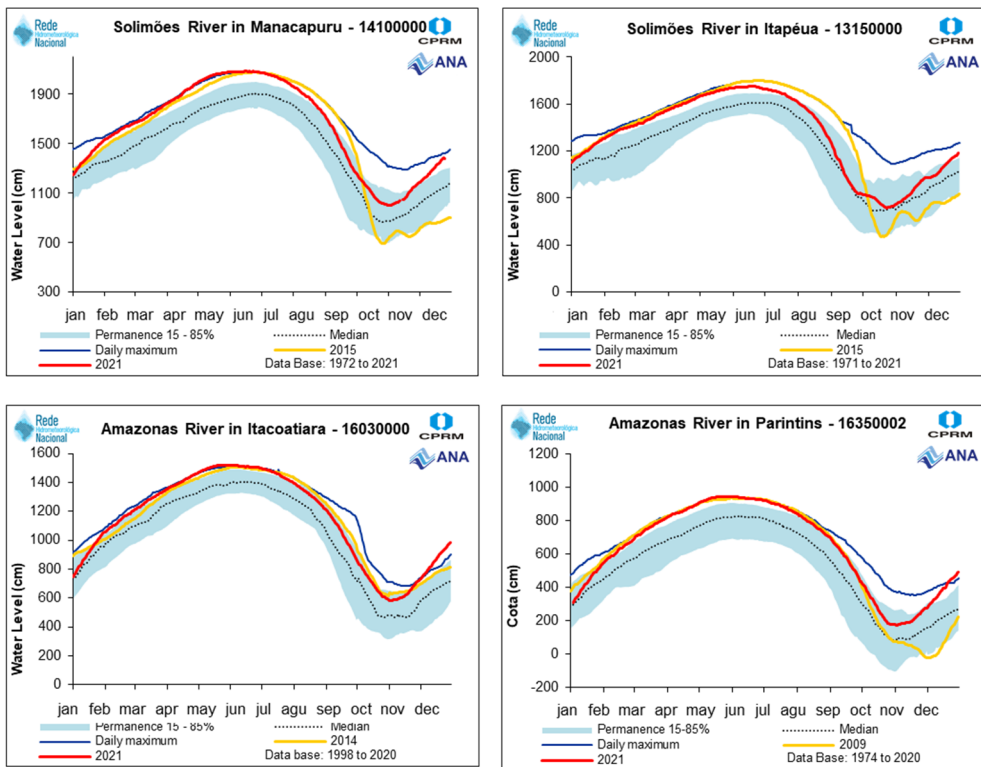 Rede
Hidrometeorológica
Nacional
Solimões River in Manacapuru - 14100000
CPRM
ANA
Water Level (cm)
1900
1500
1100
700
300
jan feb mar apr may jun jul agu sep oct nov dec
Permanence 15 - 85%
Median
Daily maximum
2015
2021
Data Base: 1972 to 2021
Rede
Hidrometeorológica
Nacional
Solimões River in Itapéua - 13150000
CPRM
ANA
Water Level (cm)
2000
1600
1200
800
400
0
jan feb mar apr may jun jul agu sep oct nov dec
Permanence 15 - 85%
Median
Daily maximum
2015
2021
Data Base: 1971 to 2021
Rede
Hidrometeorológica
Nacional
Amazonas River in Itacoatiara - 16030000
CPRM
ANA
Water Level (cm)
1600
1400
1200
1000
800
600
400
200
0
jan feb mar apr may jun jul agu sep oct nov dec
Permanence 15 - 85%
Median
Daily maximum
2014
2021
Data base: 1998 to 2020
Rede
Hidrometeorológica
Nacional
Amazonas River in Parintins - 16350002
CPRM
ANA
Cota (cm)
1200
1000
800
600
400
200
0
-200
jan feb mar apr may jun jul agu sep oct nov dec
Permanence 15-85%
Median
Daily maximum
2009
2021
Data Base: 1974 to 2020